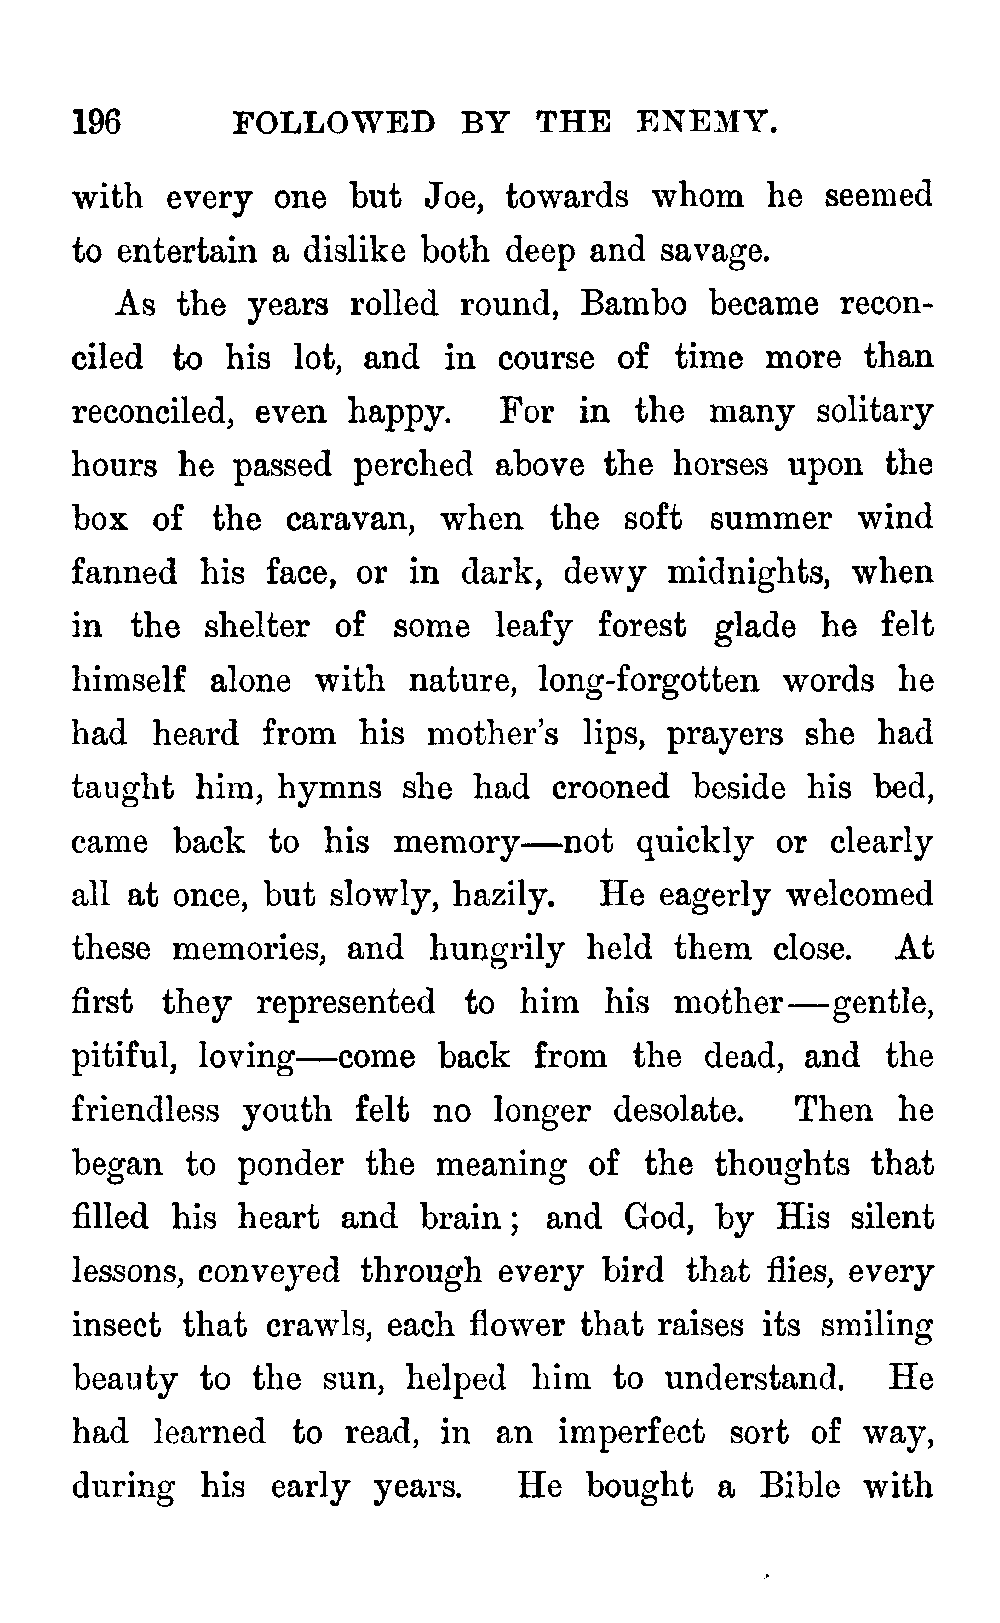 196 FOLLOWED BY THE ENEMY.
with every one but Joe, towards whom he seemed
to entertain a dislike both deep and savage.
As the years rolled round, Bambo became recon-
ciled to his lot, and in course of time more than
reconciled, even happy. For in the many solitary
hours he passed perched above the horses upon the
box of the caravan, when the soft summer wind
fanned his face, or in dark, dewy midnights, when
in the shelter of some leafy forest glade he felt
himself alone with nature, long-forgotten words he
had heard from his mother's lips, prayers she had
taught him, hymns she had crooned beside his bed,
came back to his memory—not quickly or clearly
all at once, but slowly, hazily. He eagerly welcomed
these memories, and hungrily held them close. At
first they represented to him his mother—gentle,
pitiful, loving—come back from the dead, and the
friendless youth felt no longer desolate. Then he
began to ponder the meaning of the thoughts that
filled his heart and brain; and God, by His silent
lessons, conveyed through every bird that flies, every
insect that crawls, each flower that raises its smiling
beauty to the sun, helped him to understand. He
had learned to read, in an imperfect sort of way,
during his early years. He bought a Bible with